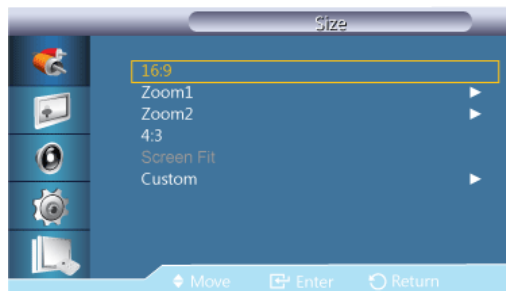 Size
16:9
Zoom1
Zoom2
4:3
Screen Fit
Custom
Move Enter Return